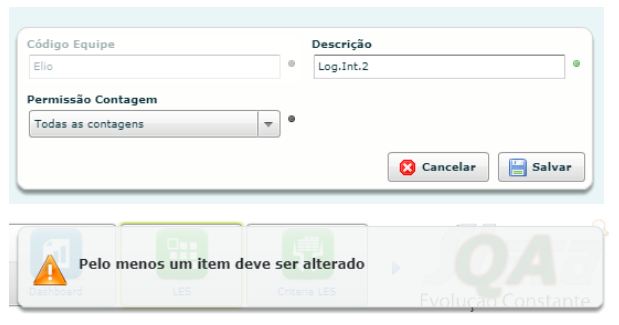 Código Equipe
Descrição
Elio
Log.Int.2
Permissão Contagem
Todas as contagens
Cancelar
Salvar
Pelo menos um item deve ser alterado
Dashboard
LES
Criteria LES
QA
Evolução Constante